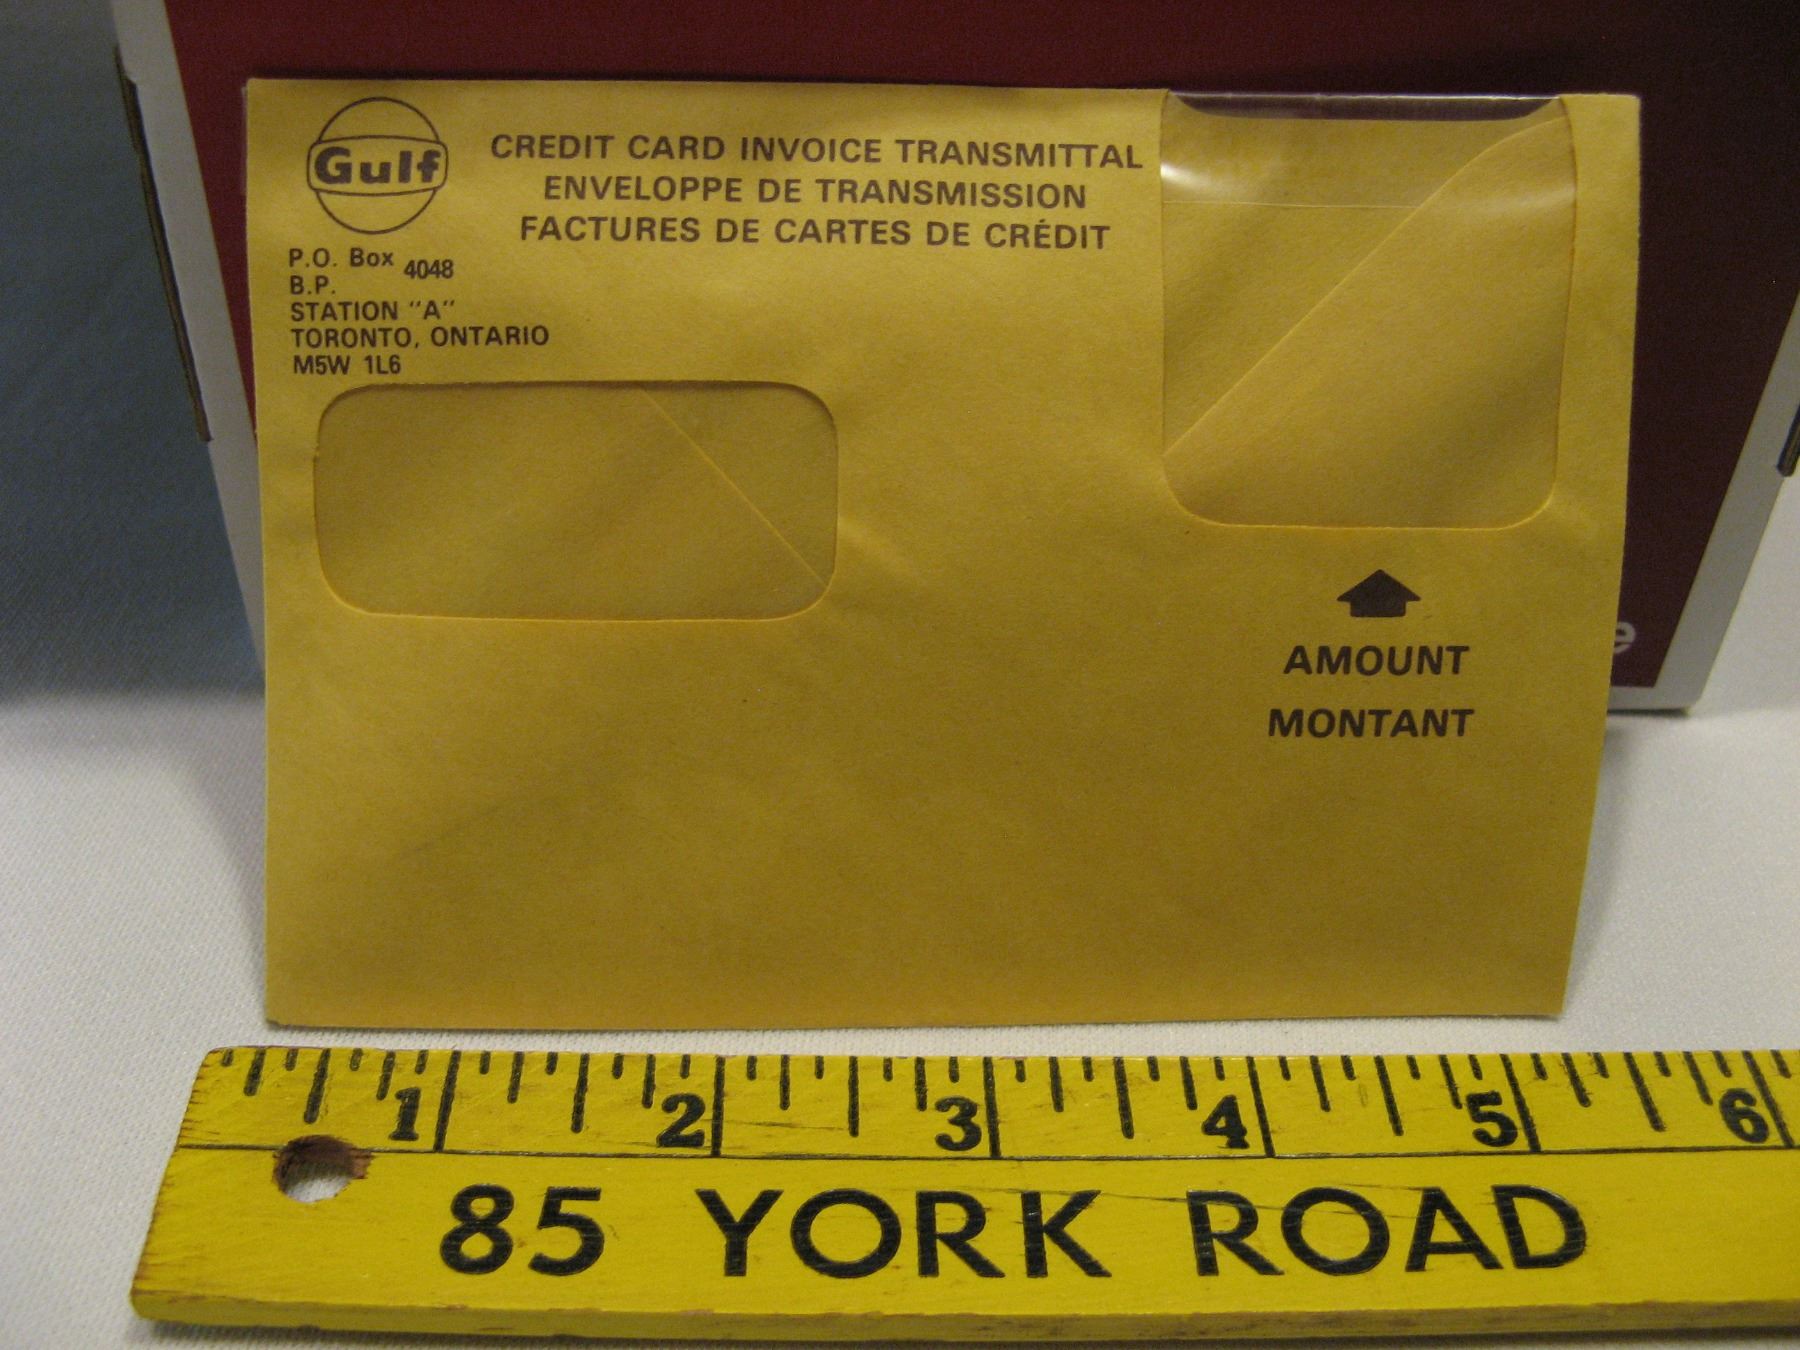 Gulf
CREDIT CARD INVOICE TRANSMITTAL
ENVELOPPE DE TRANSMISSION
FACTURES DE CARTES DE CRÉDIT
P.O. Box 4048
B.P.
STATION "A"
TORONTO, ONTARIO
M5W 1L6
AMOUNT
MONTANT
1 2 3 4 5 6
85 YORK ROAD